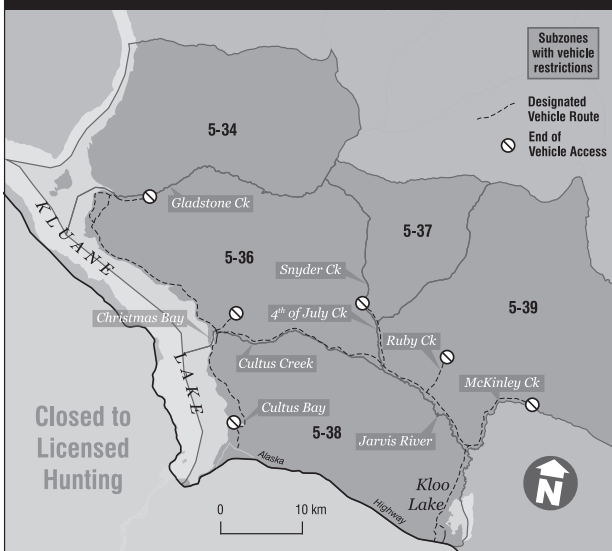 Subzones
with vehicle
restrictions
Designated
Vehicle Route
End of
Vehicle Access
5-34
Gladstone Ck
KLUANE
LAKE
5-36
5-37
Snyder Ck
5-39
4th of July Ck
Christmas Bay
Ruby Ck
Cultus Creek
McKinley Ck
Cultus Bay
Closed to
Licensed
Hunting
5-38
Jarvis River
Alaska
Highway
Kloo
Lake
N
0 10 km